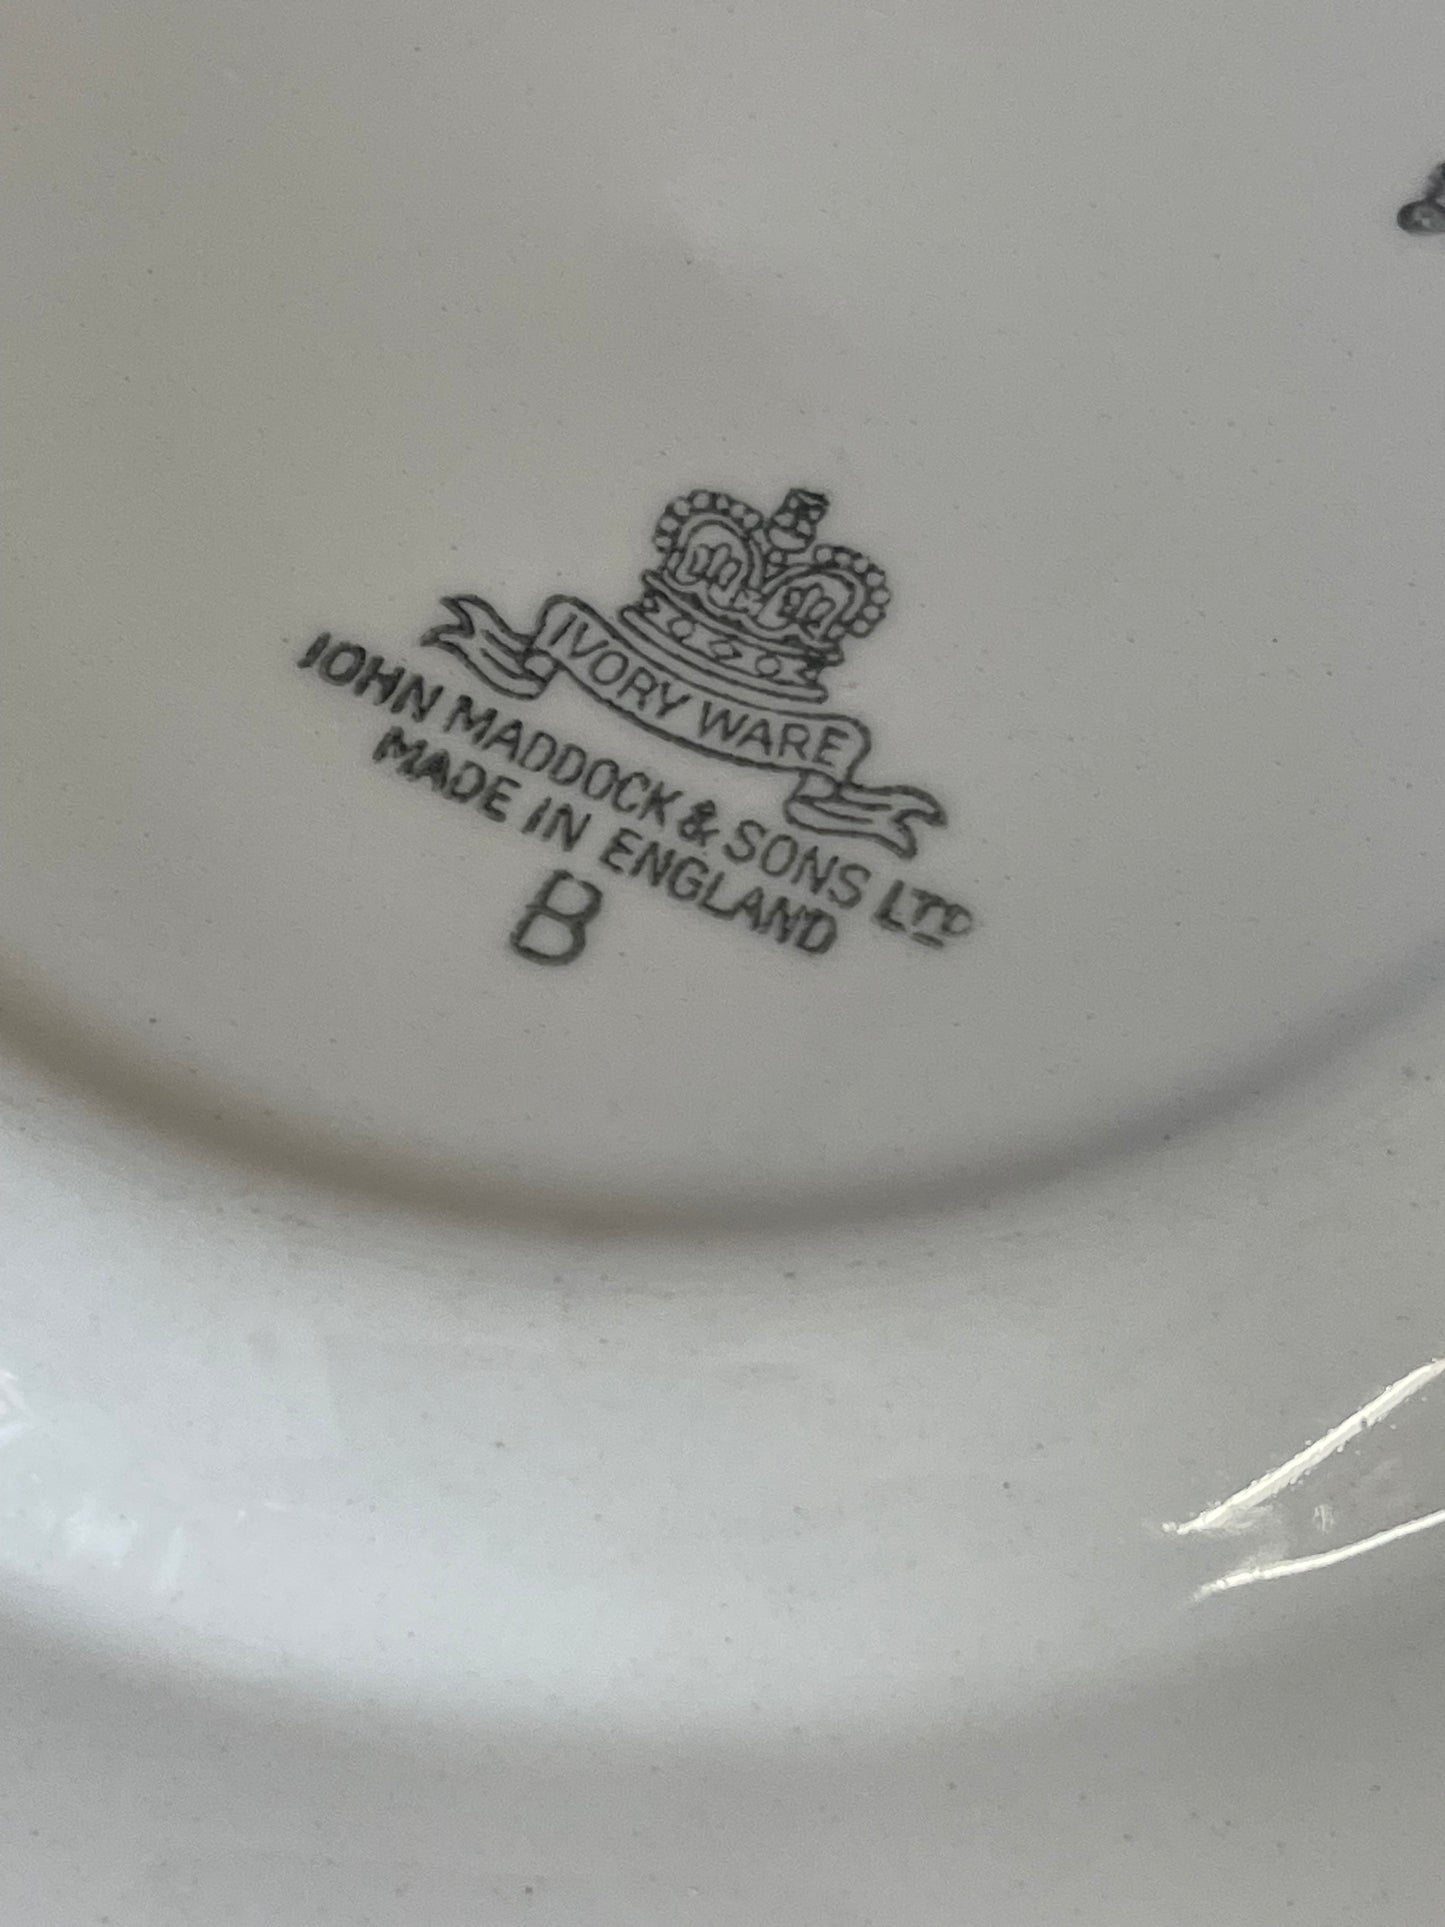 IVORY WARE
JOHN MADDOCK & SONS LTD
MADE IN ENGLAND
B